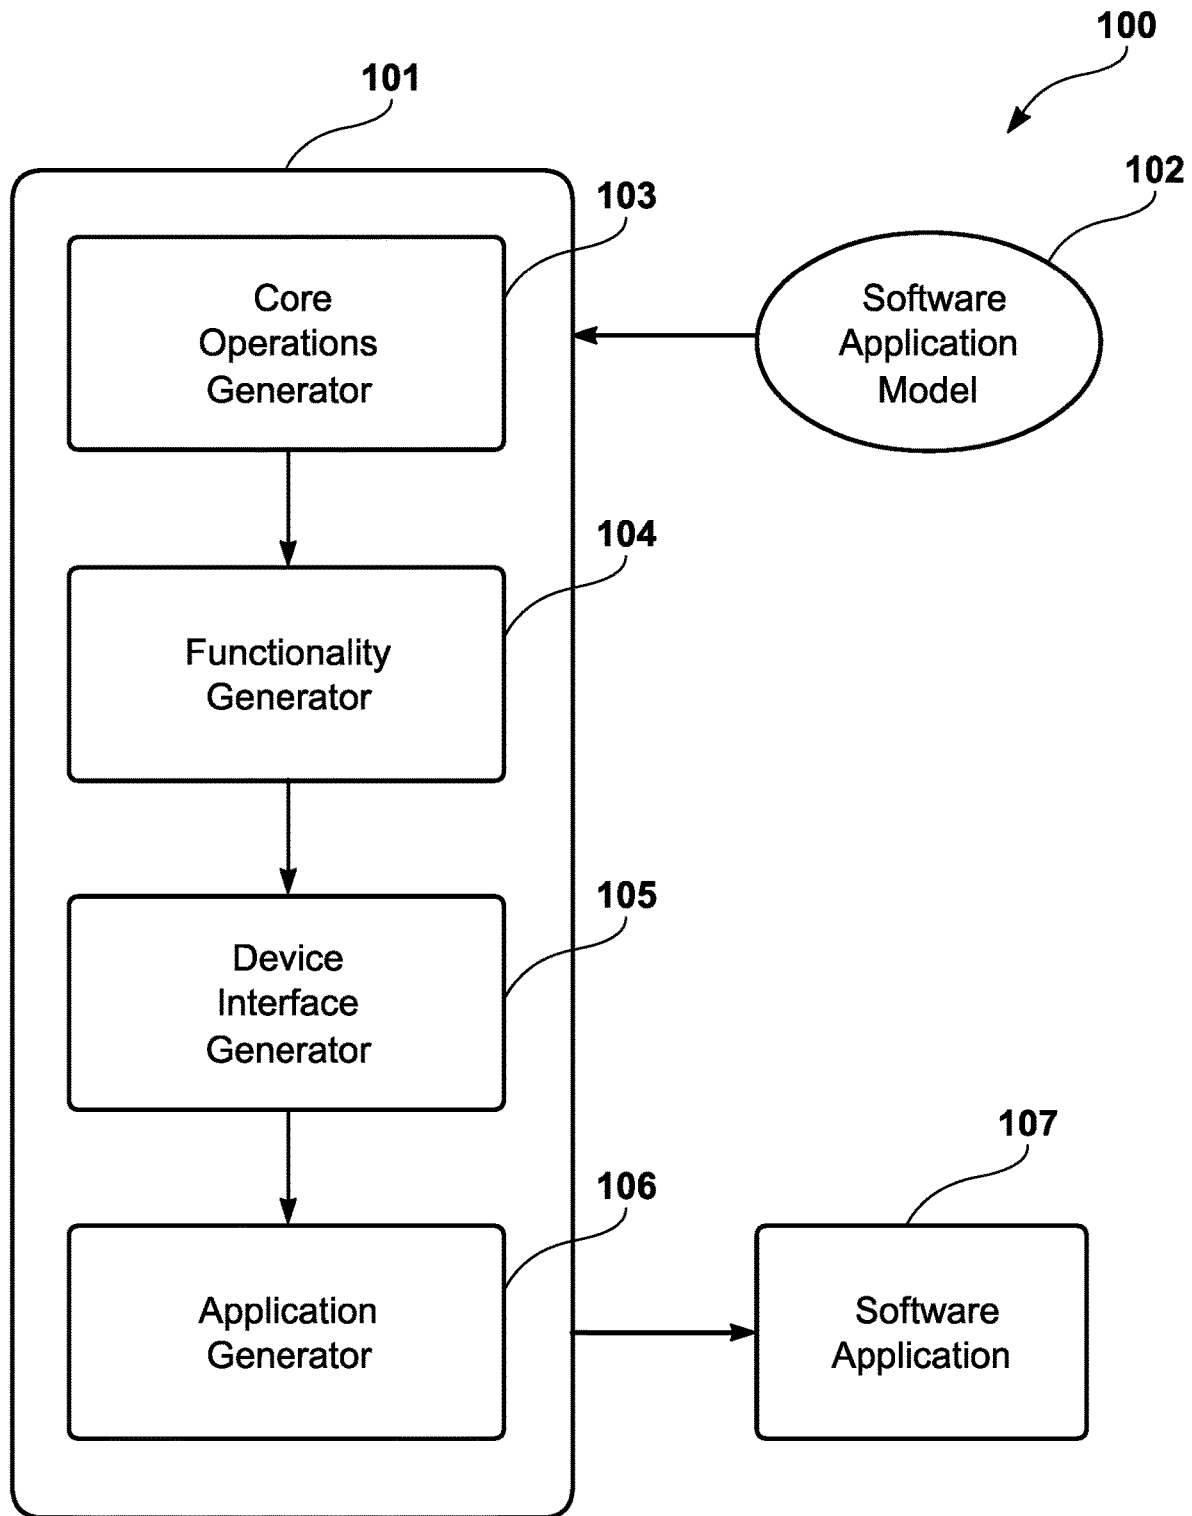 100
101
102
103
Core
Operations
Generator
Software
Application
Model
104
Functionality
Generator
105
Device
Interface
Generator
106
Application
Generator
107
Software
Application